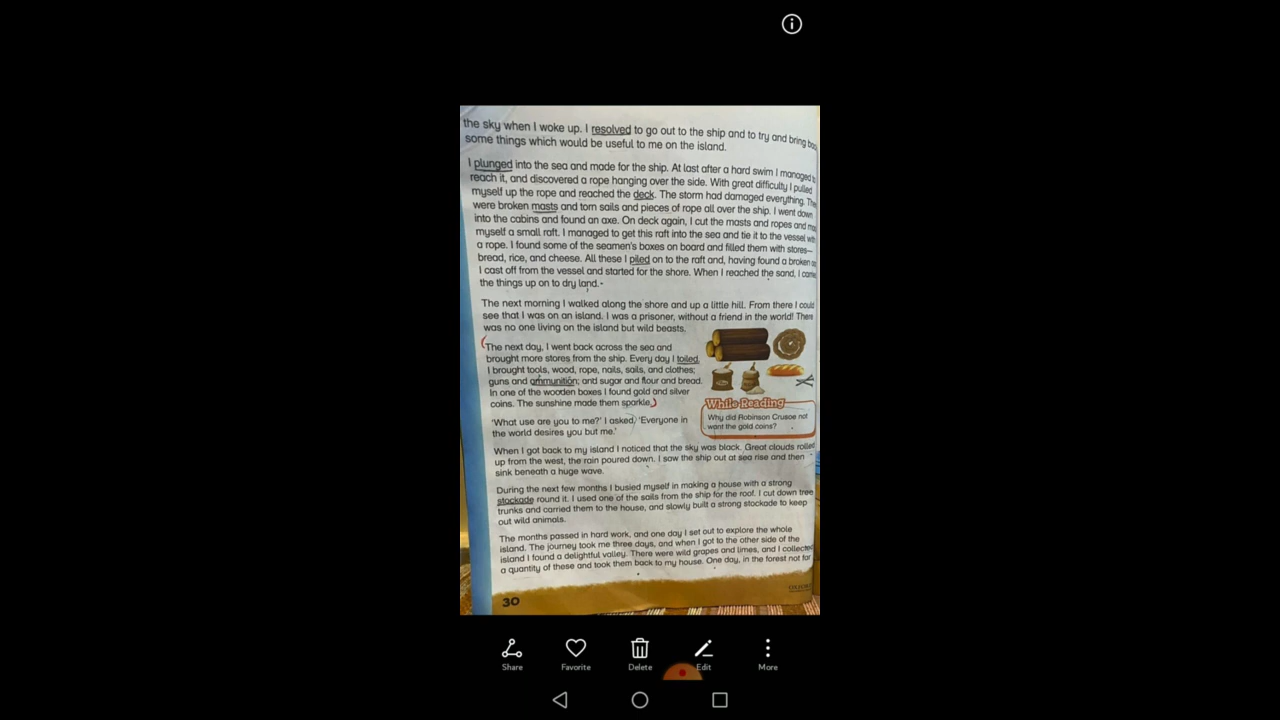 the sky when I woke up. I resolved to go out to the ship and to try and bring
some things which would be useful to me on the island.
I plunged into the sea and made for the ship. At last after a hard swim I managed
reach it, and discovered a rope hanging over the side. With great difficulty I pulled
myself up the rope and reached the deck. The storm had damaged everything.
were broken masts and torn sails and pieces of rope all over the ship. I went down
into the cabins and found an axe. On deck again, I cut the masts and ropes and
myself a small raft. I managed to get this raft into the sea and tie it to the vessel
a rope. I found some of the seamen's boxes on board and filled them with stores—
bread, rice, and cheese. All these I piled on to the raft and, having found a broken
I cast off from the vessel and started for the shore. When I reached the sand, I
the things up on to dry land.
The next morning I walked along the shore and up a little hill. From there I could
see that I was on an island. I was a prisoner, without a friend in the world! There
was no one living on the island but wild beasts.
The next day, I went back across the sea and
brought more stores from the ship. Every day I toiled.
I brought tools, wood, rope, nails, sails, and clothes;
guns and ammunition; and sugar and flour and bread.
In one of the wooden boxes I found gold and silver
coins. The sunshine made them sparkle.
While Reading
Why did Robinson Crusoe not
want the gold coins?
'What use are you to me?' I asked, 'Everyone in
the world desires you but me.'
When I got back to my island I noticed that the sky was black. Great clouds rolled
up from the west, the rain poured down. I saw the ship out at sea rise and then
sink beneath a huge wave.
During the next few months I busied myself in making a house with a strong
stockade round it. I used one of the sails from the ship for the roof. I cut down tree
trunks and carried them to the house, and slowly built a strong stockade to keep
out wild animals.
The months passed in hard work, and one day I set out to explore the whole
island. The journey took me three days, and when I got to the other side of the
island I found a delightful valley. There were wild grapes and limes, and I collected
a quantity of these and took them back to my house. One day, in the forest not far
30
OXFORD
Share Favorite Delete Edit More